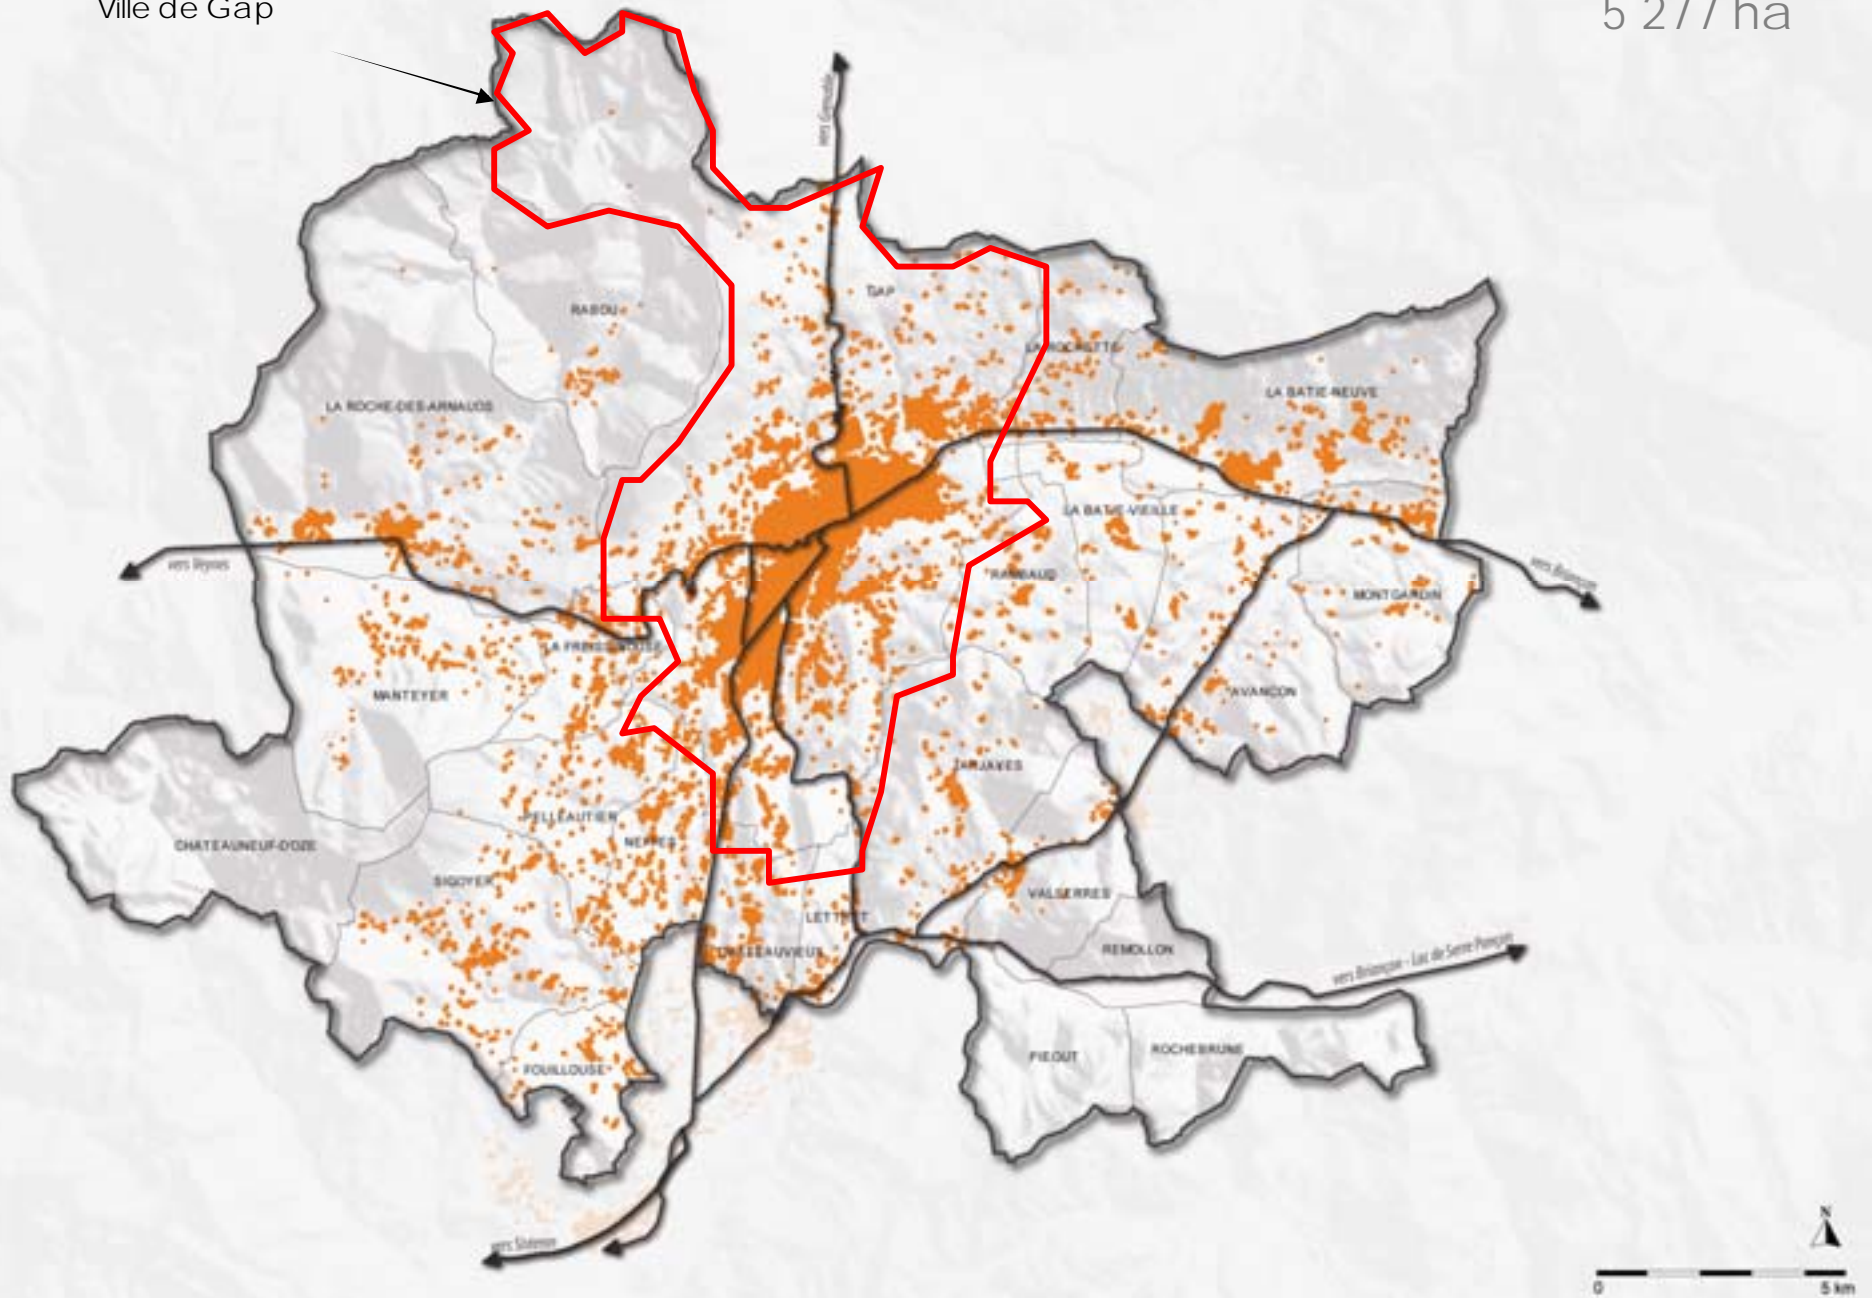 Ville de Gap
5 277 ha
GAP
RABOU
LA ROCHETTE
LA BATIE-NEUVE
LA ROCHE-DES-ARNAUDS
LA BATIE-VIEILLE
vers Veynes
RAMBAUD
vers Briançon
MONTGARDIN
LA FREISSINOUSE
MANTEYER
AVANCON
JARJAYES
PELLEAUTIER
CHATEAUNEUF-D'OZE
NEFFES
SIGOYER
VALSERRES
LETTRET
CHATEAUVIEUX
REMOLLON
vers Briançon - Lac de Serre Ponçon
PIEGUT
ROCHEBRUNE
FOUILLOUSE
vers Sisteron
N
0
5 km